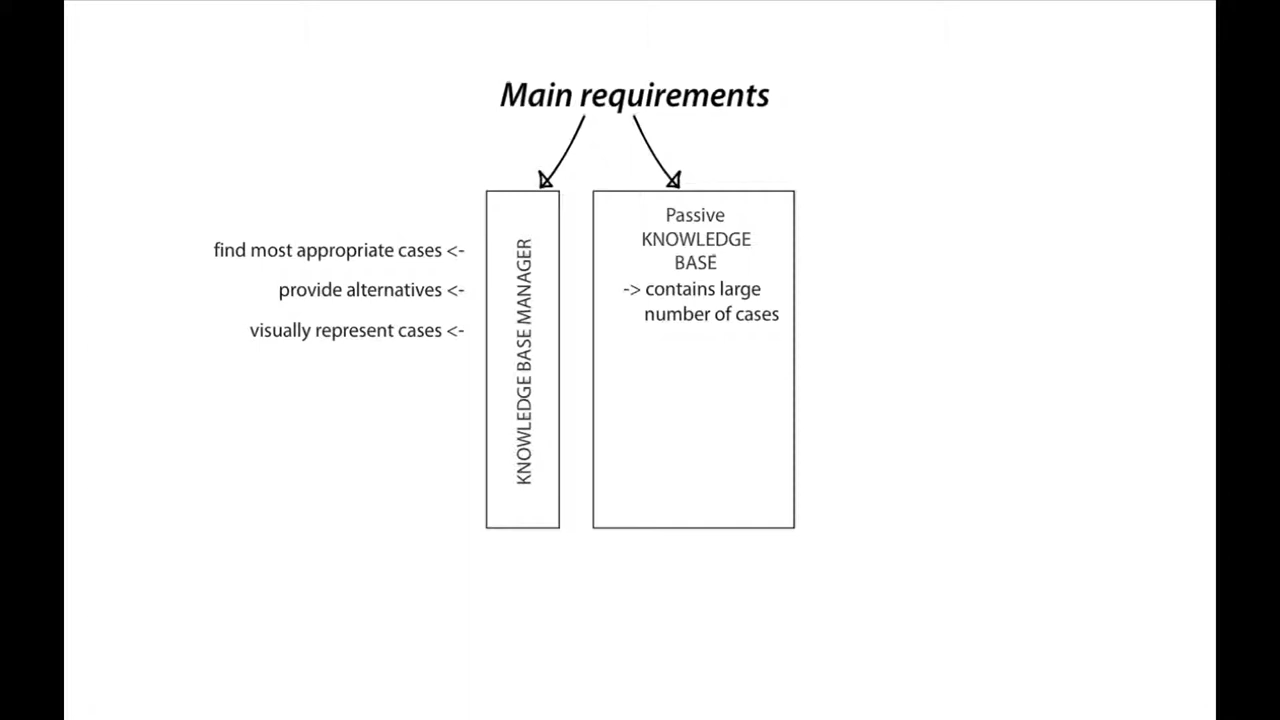 Main requirements
find most appropriate cases <-
provide alternatives <-
visually represent cases <-
KNOWLEDGE BASE MANAGER
Passive
KNOWLEDGE
BASE
-> contains large
number of cases